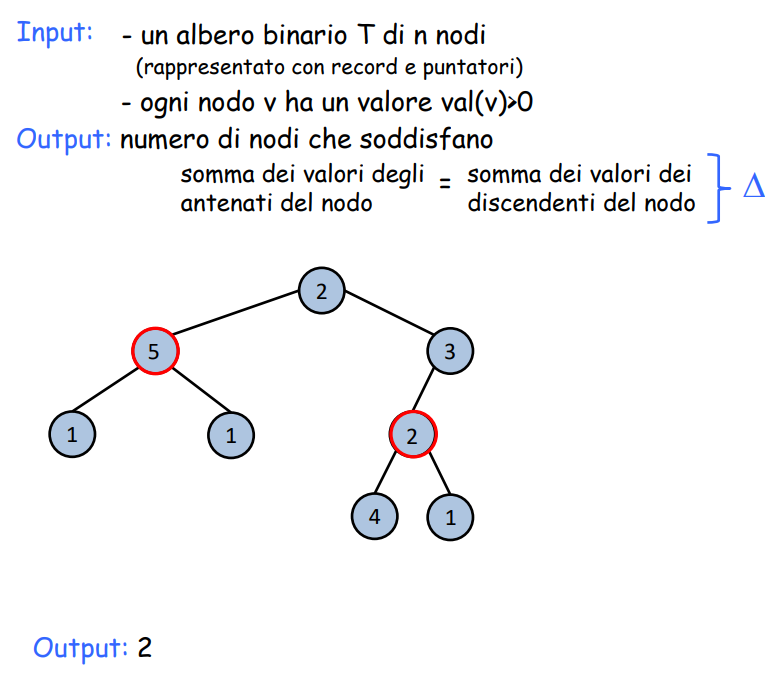 Input: - un albero binario T di n nodi
(rappresentato con record e puntatori)
- ogni nodo v ha un valore val(v)>0
Output: numero di nodi che soddisfano
somma dei valori degli antenati del nodo = somma dei valori dei discendenti del nodo Δ
2
5 3
1 1 2
4 1
Output: 2